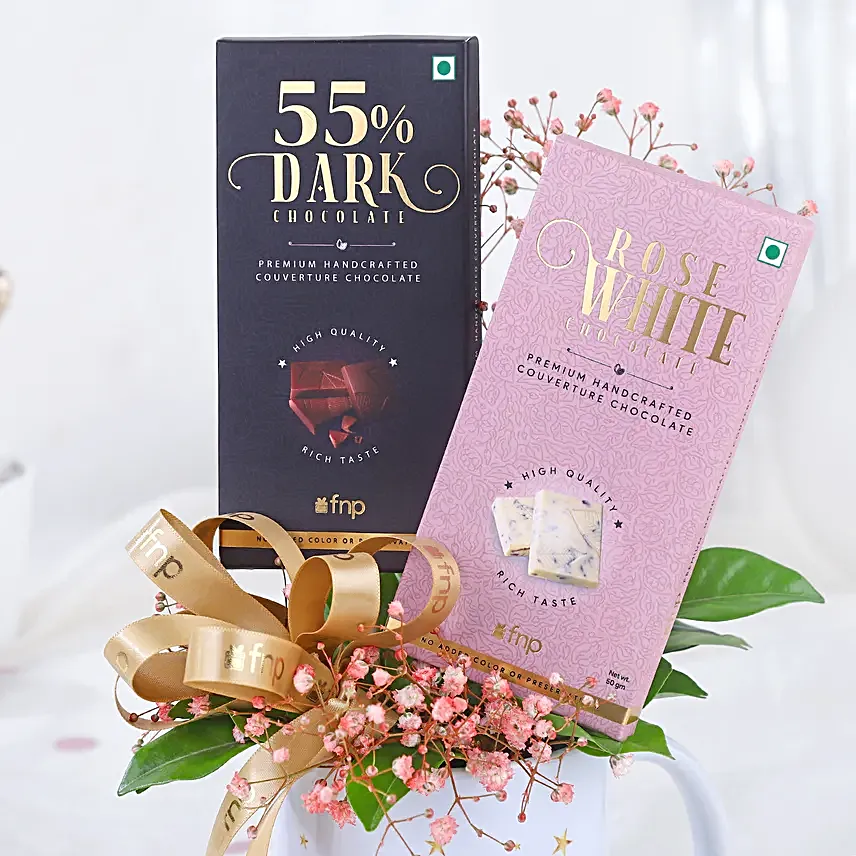 55%
DARK
CHOCOLATE
PREMIUM HANDCRAFTED
COUVERTURE CHOCOLATE
HIGH QUALITY
RICH TASTE
fnp
ROSE
WHITE
CHOCOLATE
PREMIUM HANDCRAFTED
COUVERTURE CHOCOLATE
HIGH QUALITY
RICH TASTE
fnp
NO ADDED COLOR OR
Net wt.
50 gm
fnp
fnp
fnp